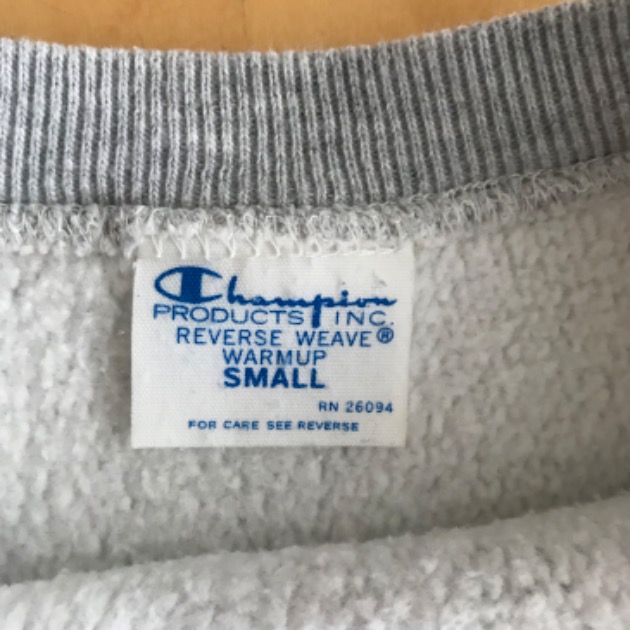 Champion
PRODUCTS INC.
REVERSE WEAVE®
WARMUP
SMALL
RN 26094
FOR CARE SEE REVERSE